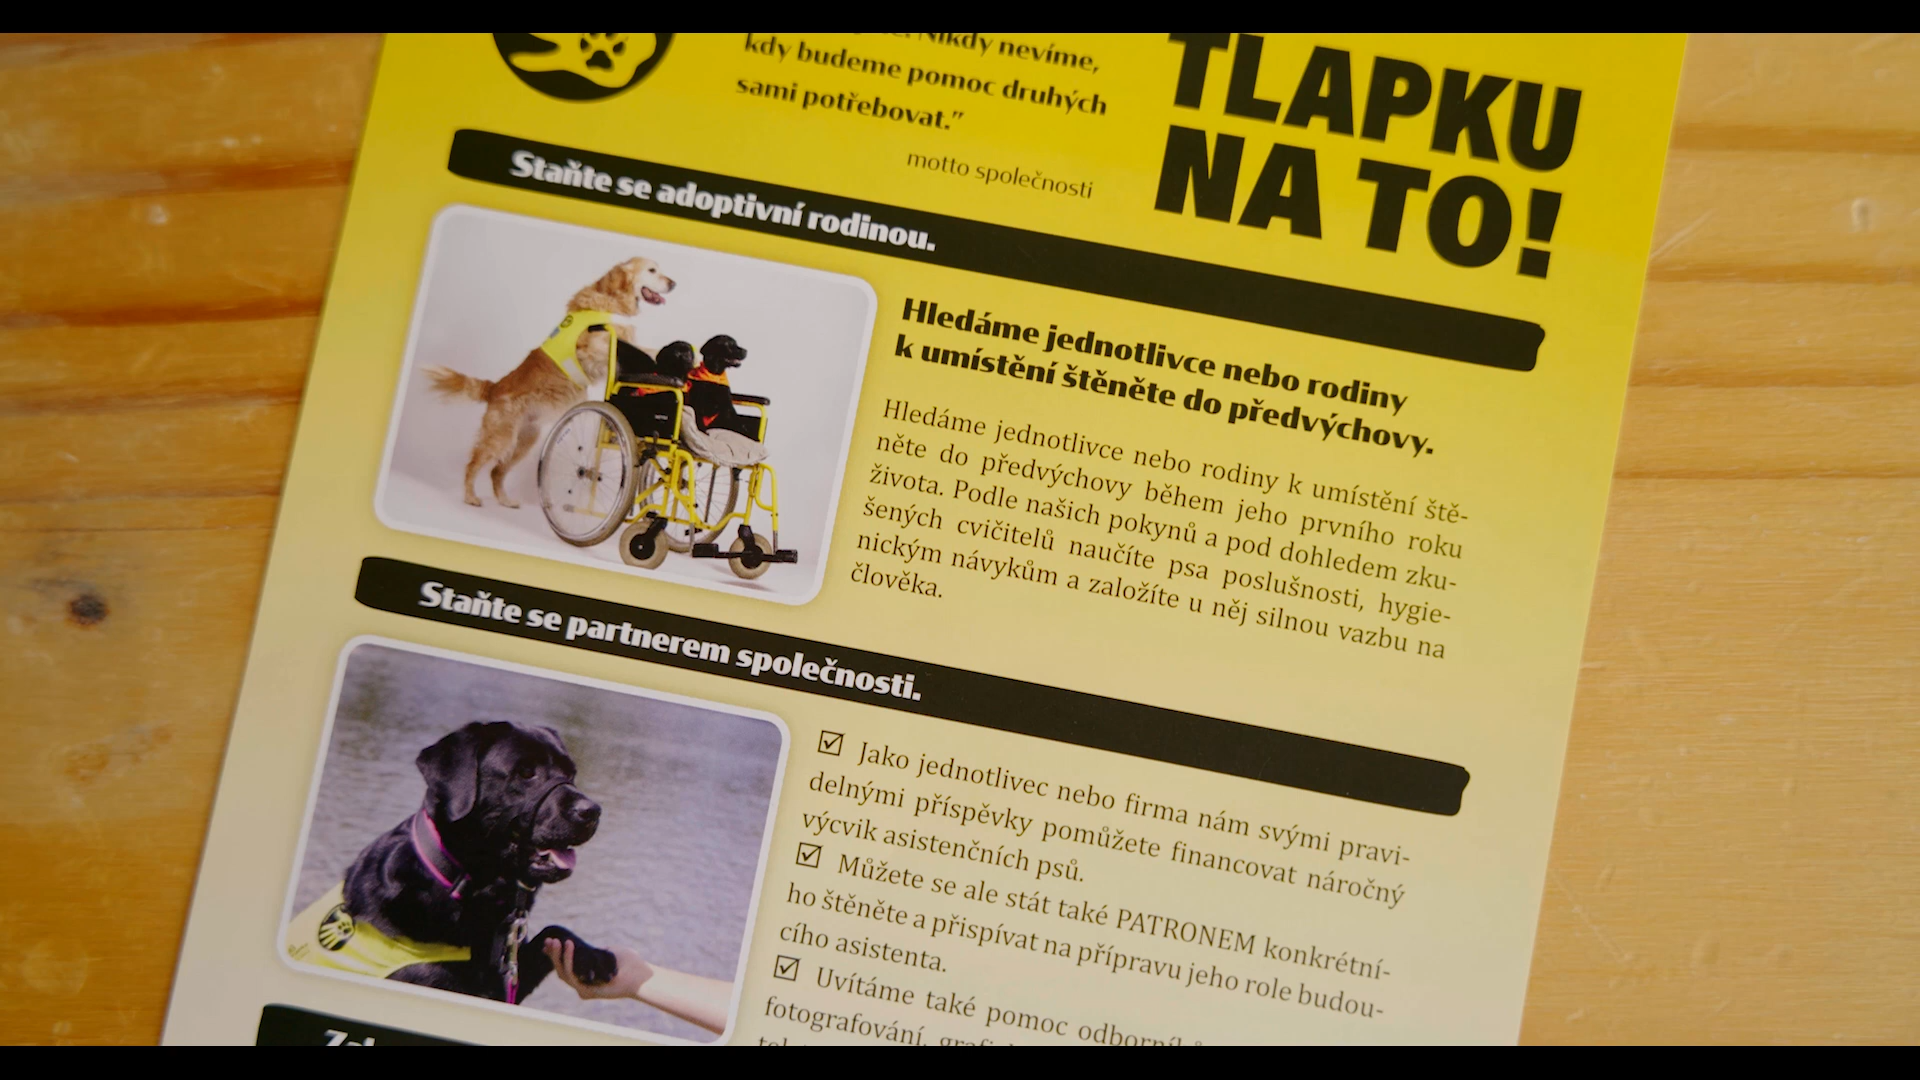 Nikdy nevíme,
kdy budeme pomoc druhých
sami potřebovat.”
motto společnosti
TLAPKU
NA TO!
Staňte se adoptivní rodinou.
Hledáme jednotlivce nebo rodiny
k umístění štěněte do předvýchovy.
Hledáme jednotlivce nebo rodiny k umístění ště-
něte do předvýchovy během jeho prvního roku
života. Podle našich pokynů a pod dohledem zku-
šených cvičitelů naučíte psa poslušnosti, hygie-
nickým návykům a založíte u něj silnou vazbu na
člověka.
Staňte se partnerem společnosti.
☑ Jako jednotlivec nebo firma nám svými pravi-
delnými příspěvky pomůžete financovat náročný
výcvik asistenčních psů.
☑ Můžete se ale stát také PATRONEM konkrétní-
ho štěněte a přispívat na přípravu jeho role budou-
cího asistenta.
☑ Uvítáme také pomoc odborníků
fotografování,